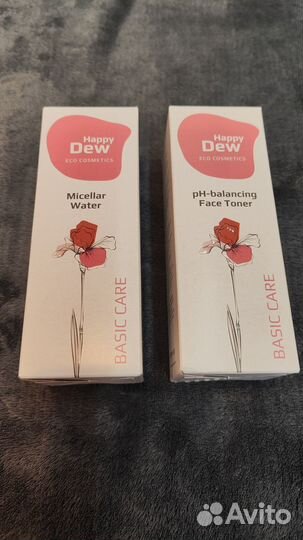 Happy
Dew
ECO COSMETICS
Micellar
Water
BASIC CARE
Happy
Dew
ECO COSMETICS
pH-balancing
Face Toner
BASIC CARE
Avito